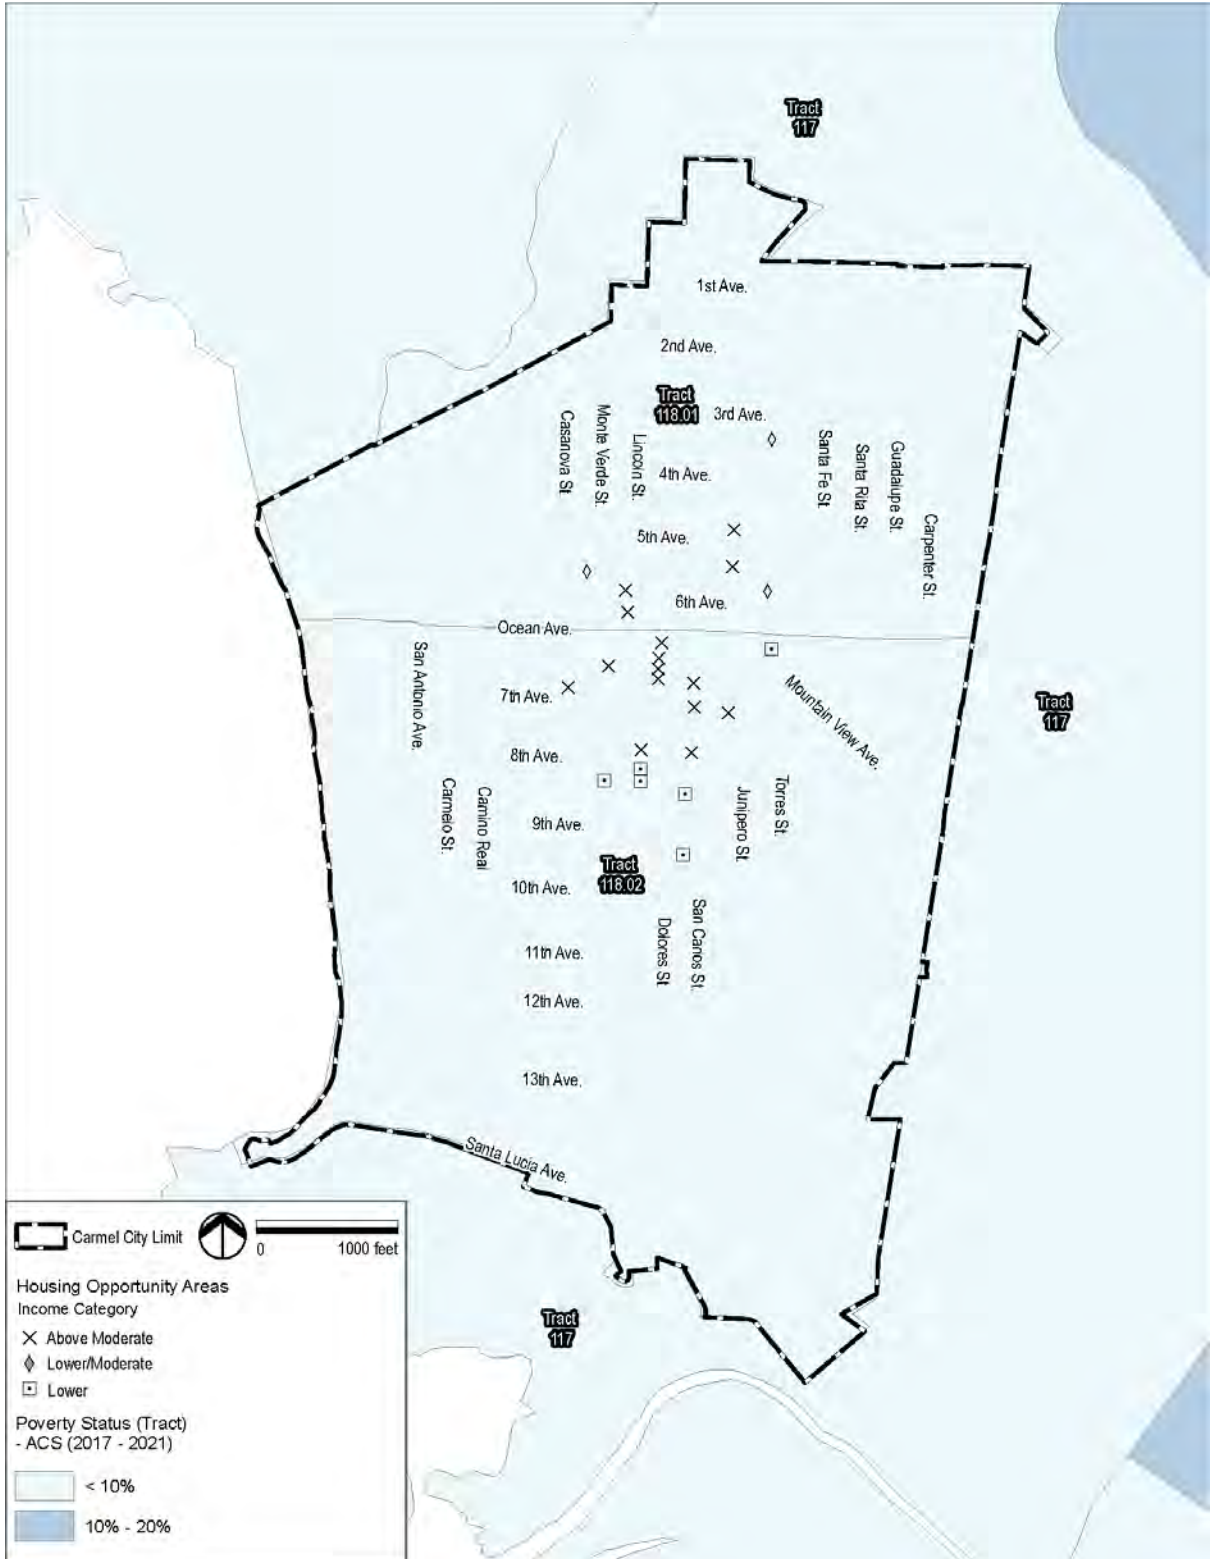 Tract
117
1st Ave.
2nd Ave.
Tract
118.01
3rd Ave.
Casanova St.
Monte Verde St.
Lincoln St.
4th Ave.
Santa Fe St.
Santa Rita St.
Guadalupe St.
Carpenter St.
5th Ave.
6th Ave.
Ocean Ave.
San Antonio Ave.
7th Ave.
Mountain View Ave.
Tract
117
8th Ave.
Carmelo St.
Camino Real
Junipero St.
Torres St.
9th Ave.
Tract
118.02
10th Ave.
Dolores St.
San Carlos St.
11th Ave.
12th Ave.
13th Ave.
Santa Lucia Ave.
Carmel City Limit
0
1000 feet
Housing Opportunity Areas
Income Category
Above Moderate
Lower/Moderate
Lower
Poverty Status (Tract)
- ACS (2017 - 2021)
< 10%
10% - 20%
Tract
117